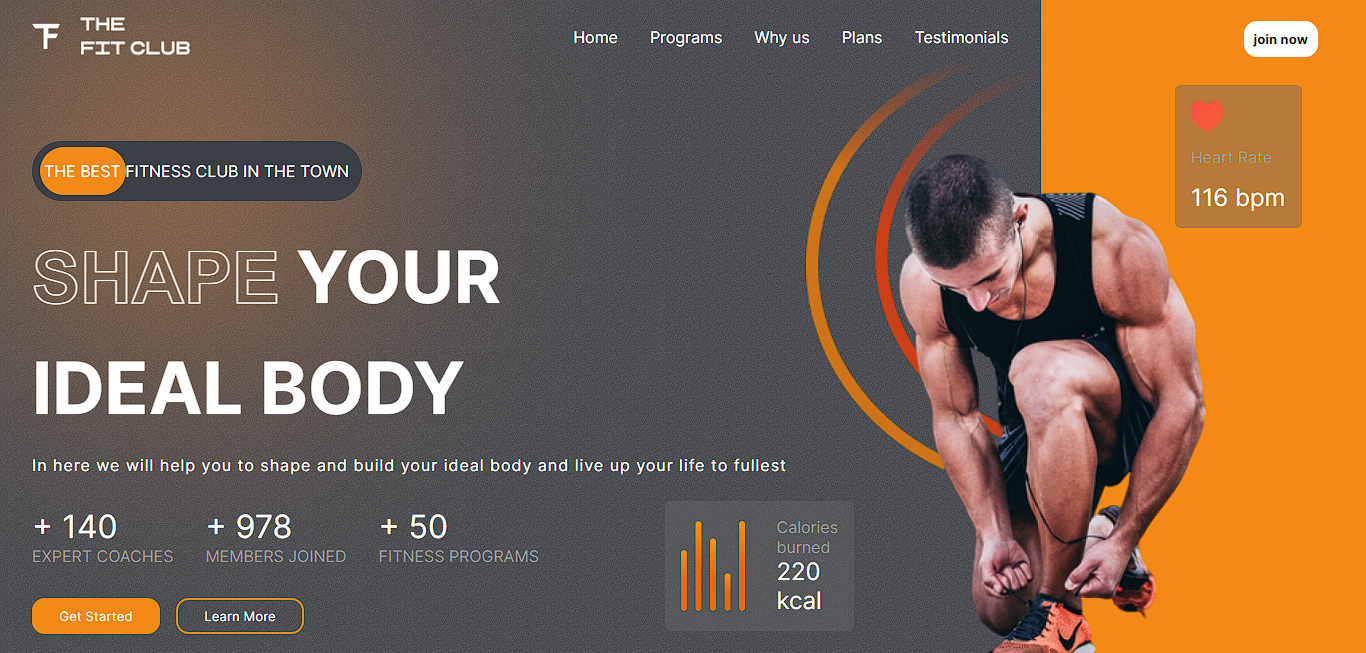 THE
FIT CLUB
Home Programs Why us Plans Testimonials
join now
Heart Rate
116 bpm
THE BEST FITNESS CLUB IN THE TOWN
SHAPE YOUR
IDEAL BODY
In here we will help you to shape and build your ideal body and live up your life to fullest
+ 140 + 978 + 50
EXPERT COACHES MEMBERS JOINED FITNESS PROGRAMS
Calories
burned
220
kcal
Get Started Learn More